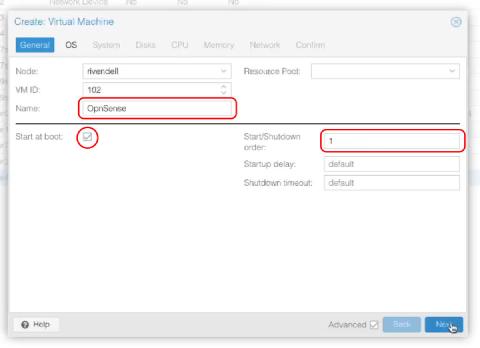 Network Device No No No
Create: Virtual Machine
General OS System Disks CPU Memory Network Confirm
Node: rivendell Resource Pool:
VM ID: 102
Name: OpnSense
Start at boot: Start/Shutdown order: 1
Startup delay: default
Shutdown timeout: default
Help Advanced Back Next